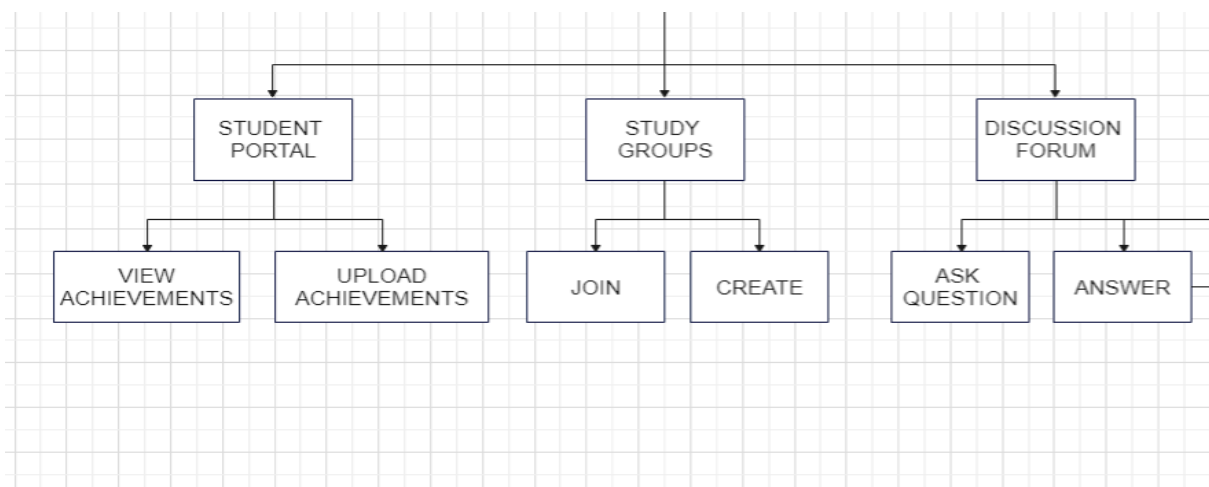 STUDENT
PORTAL
STUDY
GROUPS
DISCUSSION
FORUM
VIEW
ACHIEVEMENTS
UPLOAD
ACHIEVEMENTS
JOIN
CREATE
ASK
QUESTION
ANSWER